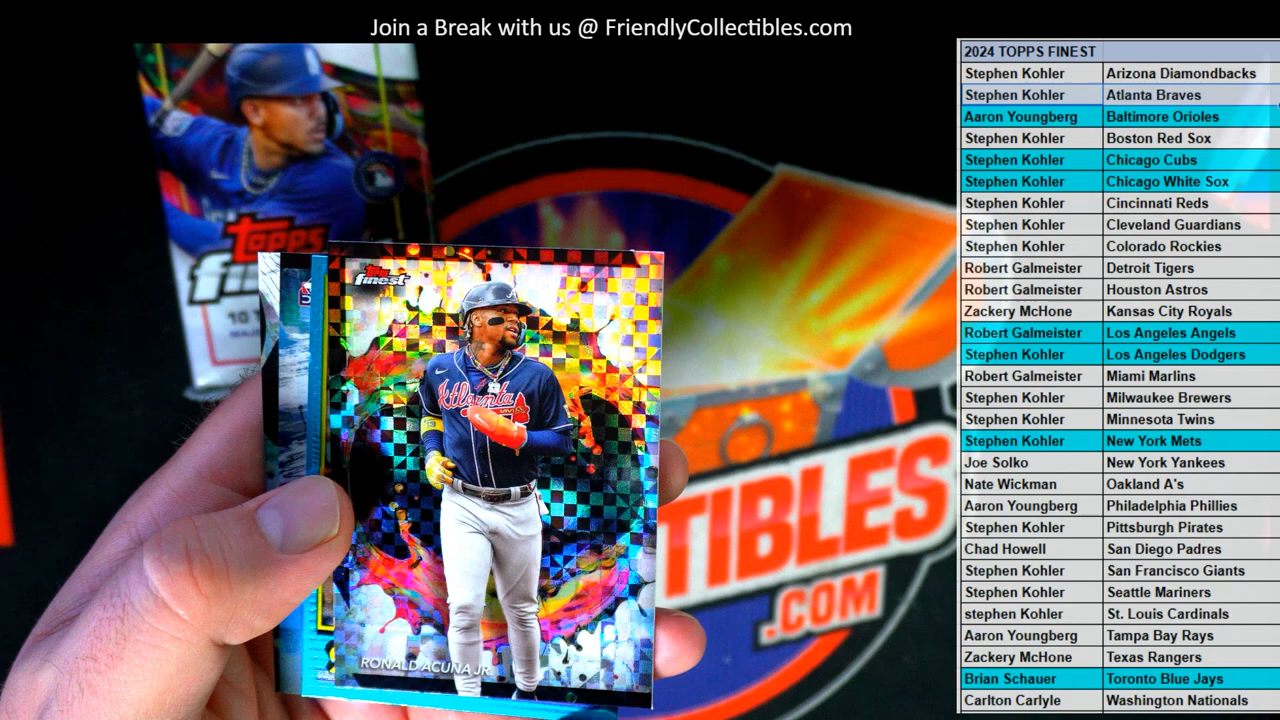 Join a Break with us @ FriendlyCollectibles.com
2024 TOPPS FINEST
Stephen Kohler Arizona Diamondbacks
Stephen Kohler Atlanta Braves
Aaron Youngberg Baltimore Orioles
Stephen Kohler Boston Red Sox
Stephen Kohler Chicago Cubs
Stephen Kohler Chicago White Sox
Stephen Kohler Cincinnati Reds
Stephen Kohler Cleveland Guardians
Stephen Kohler Colorado Rockies
Robert Galmeister Detroit Tigers
Robert Galmeister Houston Astros
Zackery McHone Kansas City Royals
Robert Galmeister Los Angeles Angels
Stephen Kohler Los Angeles Dodgers
Robert Galmeister Miami Marlins
Stephen Kohler Milwaukee Brewers
Stephen Kohler Minnesota Twins
Stephen Kohler New York Mets
Joe Solko New York Yankees
Nate Wickman Oakland A's
Aaron Youngberg Philadelphia Phillies
Stephen Kohler Pittsburgh Pirates
Chad Howell San Diego Padres
Stephen Kohler San Francisco Giants
Stephen Kohler Seattle Mariners
stephen Kohler St. Louis Cardinals
Aaron Youngberg Tampa Bay Rays
Zackery McHone Texas Rangers
Brian Schauer Toronto Blue Jays
Carlton Carlyle Washington Nationals
TOPPS
finest
10
Topps
finest
Atlanta
RONALD ACUÑA JR.
TIBLES
.COM